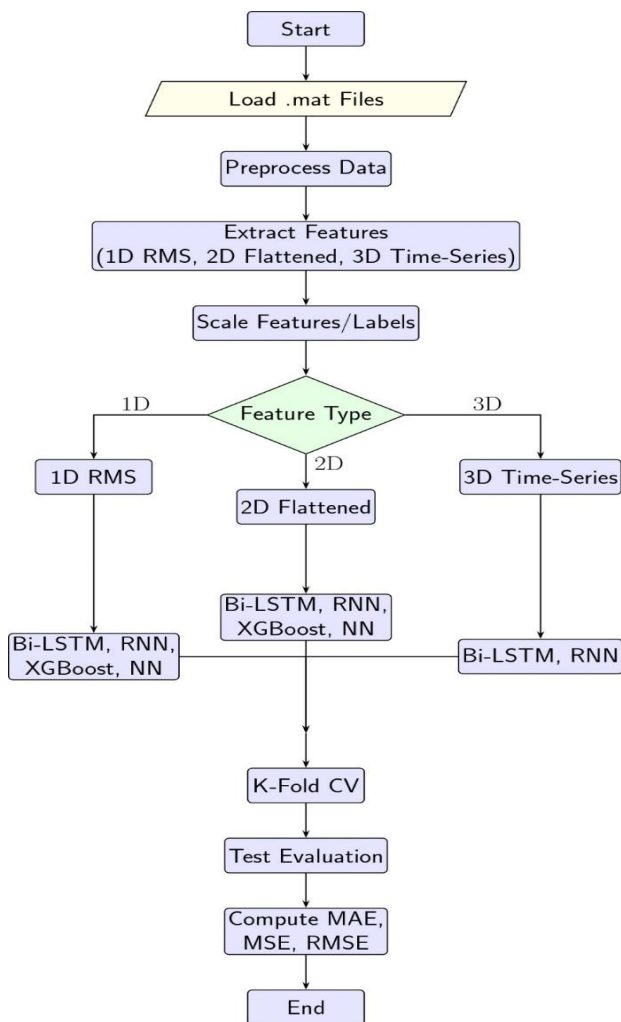 Start
Load .mat Files
Preprocess Data
Extract Features
(1D RMS, 2D Flattened, 3D Time-Series)
Scale Features/Labels
Feature Type
1D
3D
2D
1D RMS
3D Time-Series
2D Flattened
Bi-LSTM, RNN,
XGBoost, NN
Bi-LSTM, RNN,
XGBoost, NN
Bi-LSTM, RNN
K-Fold CV
Test Evaluation
Compute MAE,
MSE, RMSE
End